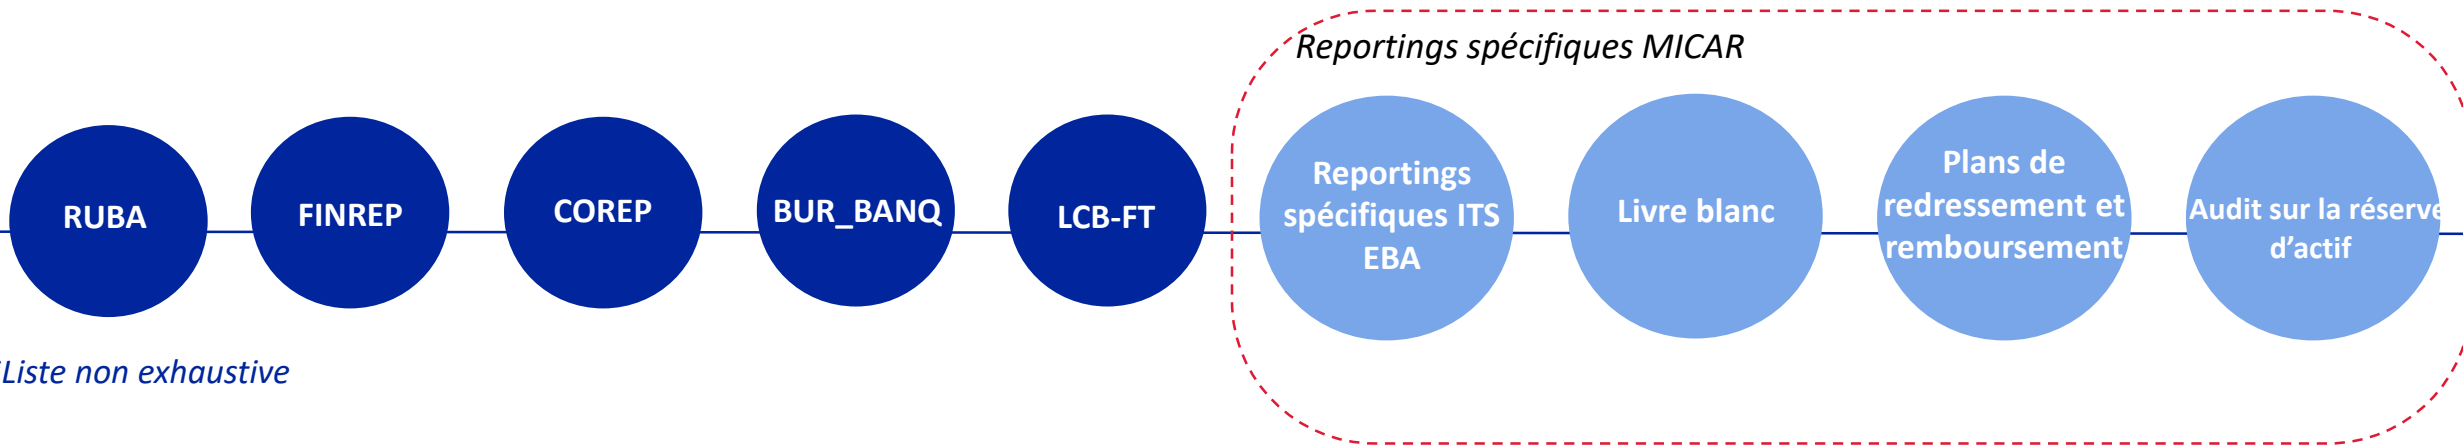 Reportings spécifiques MICAR
RUBA
FINREP
COREP
BUR_BANQ
LCB-FT
Reportings
spécifiques ITS
EBA
Livre blanc
Plans de
redressement et
remboursement
Audit sur la réserve
d'actif
Liste non exhaustive